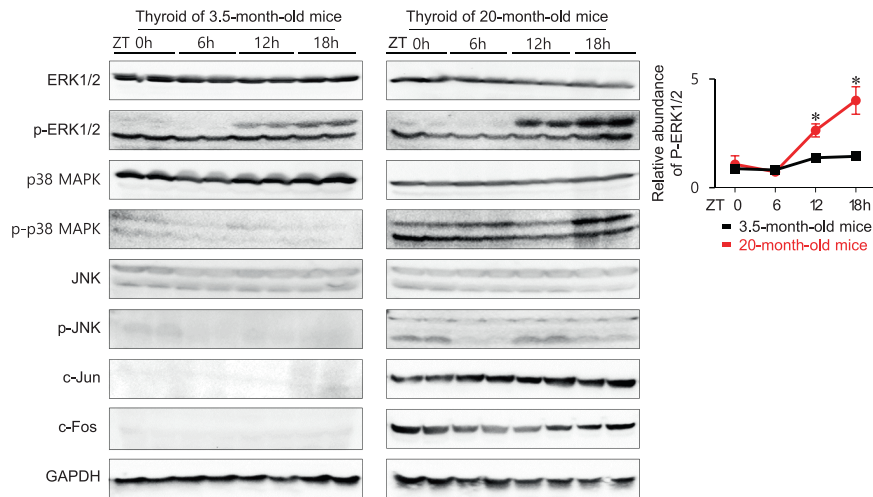 Thyroid of 3.5-month-old mice
Thyroid of 20-month-old mice
ZT 0h 6h 12h 18h
ZT 0h 6h 12h 18h
ERK1/2
p-ERK1/2
p38 MAPK
p-p38 MAPK
JNK
p-JNK
c-Jun
c-Fos
GAPDH
Relative abundance
of P-ERK1/2
5
0
*
*
ZT 0 6 12 18h
3.5-month-old mice
20-month-old mice